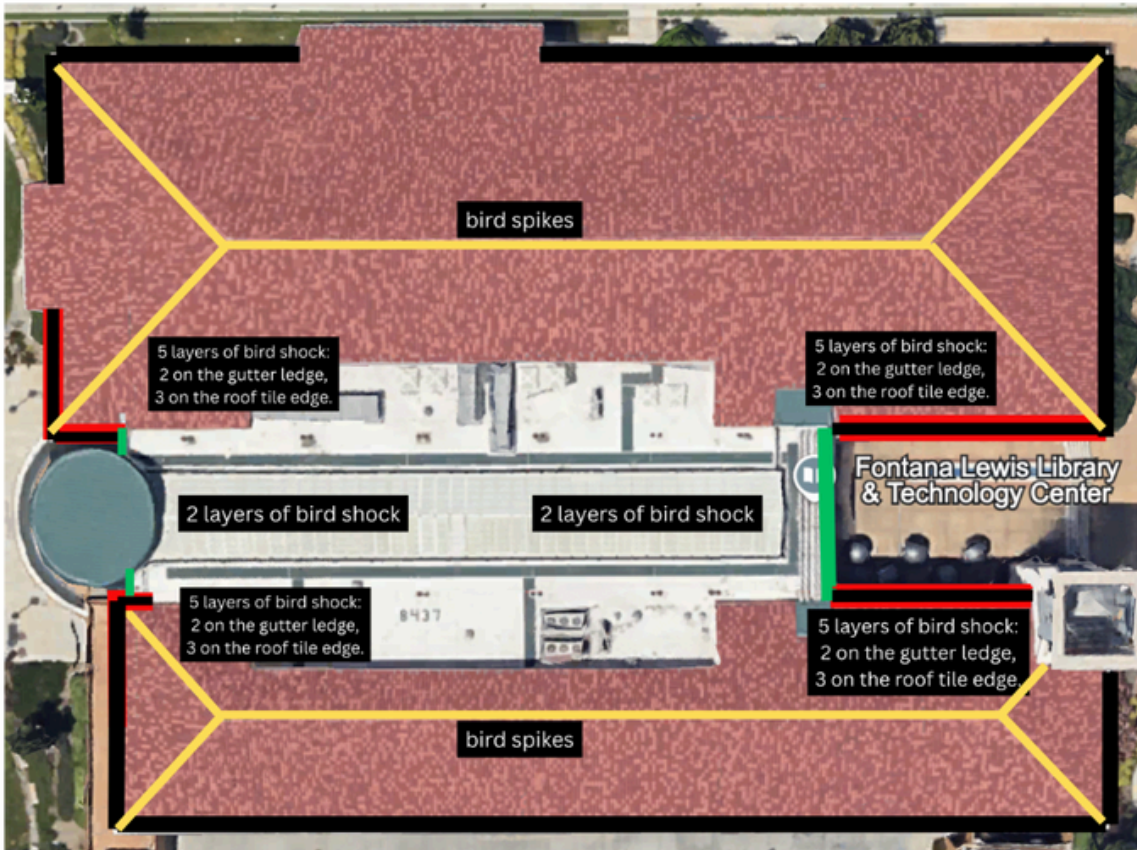 bird spikes
5 layers of bird shock:
2 on the gutter ledge,
3 on the roof tile edge.
5 layers of bird shock:
2 on the gutter ledge,
3 on the roof tile edge.
Fontana Lewis Library
& Technology Center
2 layers of bird shock
2 layers of bird shock
5 layers of bird shock:
2 on the gutter ledge,
3 on the roof tile edge.
8437
5 layers of bird shock:
2 on the gutter ledge,
3 on the roof tile edge.
bird spikes